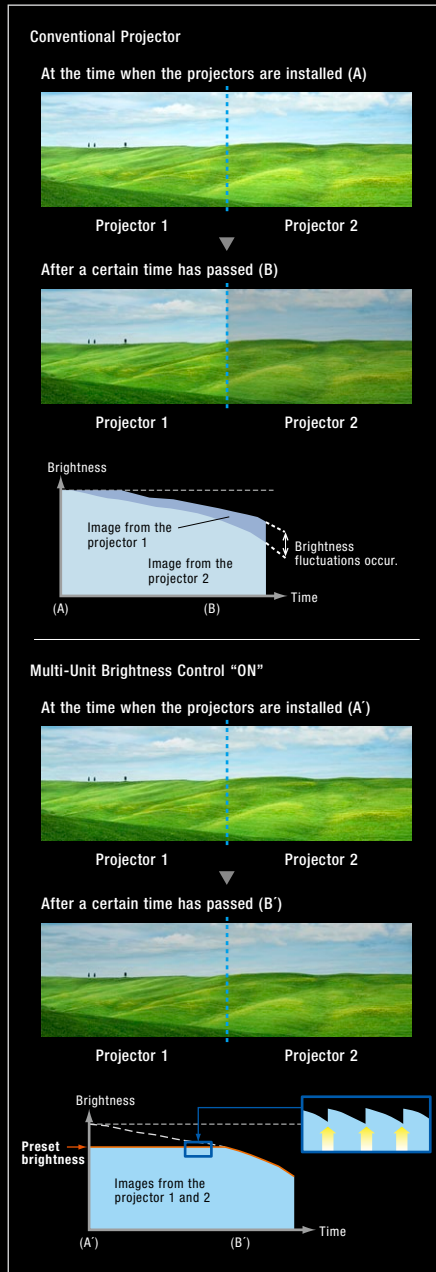 Conventional Projector
At the time when the projectors are installed (A)
Projector 1
Projector 2
After a certain time has passed (B)
Projector 1
Projector 2
Brightness
Image from the
projector 1
Image from the
projector 2
Brightness
fluctuations occur.
Time
(A)
(B)
Multi-Unit Brightness Control “ON”
At the time when the projectors are installed (A´)
Projector 1
Projector 2
After a certain time has passed (B´)
Projector 1
Projector 2
Brightness
Preset
brightness
Images from the
projector 1 and 2
Time
(A´)
(B´)